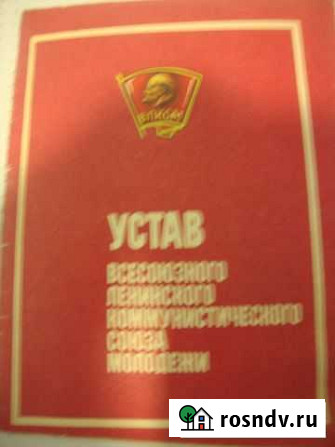 ВЛКСМ
УСТАВ
ВСЕСОЮЗНОГО
ЛЕНИНСКОГО
КОММУНИСТИЧЕСКОГО
СОЮЗА
МОЛОДЕЖИ
rosndv.ru